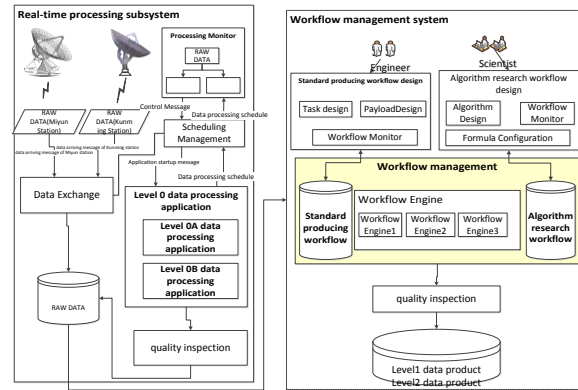 Real-time processing subsystem
Processing Monitor
RAW
DATA
RAW
DATA(Miyun
Station)
RAW
DATA(Kunm
ing Station)
Control Message
Data processing schedule
data arriving message of Kunming station
data arriving message of Miyun station
Scheduling
Management
Application startup message
Data processing schedule
Data Exchange
Level 0 data processing
application
Level 0A data
processing
application
Level 0B data
processing
application
RAW DATA
quality inspection
Workflow management system
Engineer
Scientist
Standard producing workflow design
Task design
PayloadDesign
Workflow Monitor
Algorithm research workflow
design
Algorithm
Design
Workflow
Monitor
Formula Configuration
Workflow management
Standard
producing
workflow
Workflow Engine
Workflow
Engine1
Workflow
Engine2
Workflow
Engine3
Algorithm
research
workflow
quality inspection
Level1 data product
Level2 data product